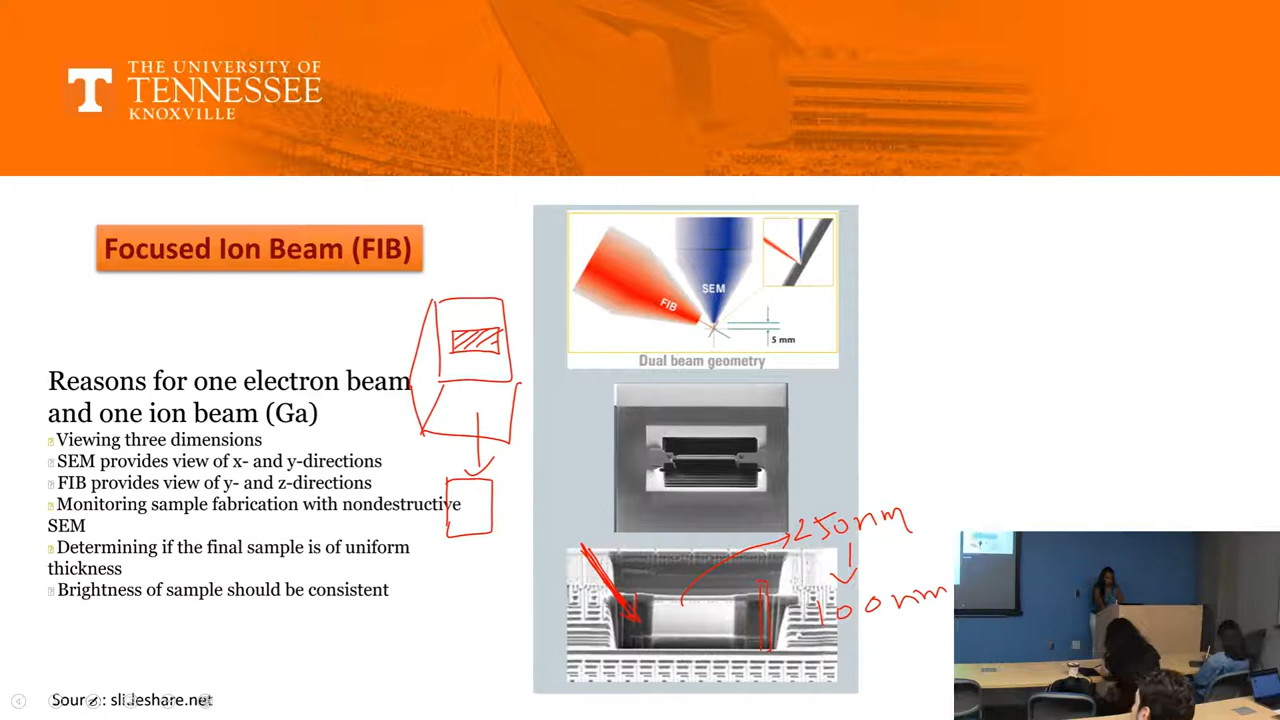 THE UNIVERSITY OF
TENNESSEE
KNOXVILLE
Focused Ion Beam (FIB)
Reasons for one electron beam
and one ion beam (Ga)
Viewing three dimensions
SEM provides view of x- and y-directions
FIB provides view of y- and z-directions
Monitoring sample fabrication with nondestructive
SEM
Determining if the final sample is of uniform
thickness
Brightness of sample should be consistent
FIB
SEM
5 mm
Dual beam geometry
250nm
100nm
: slideshare.net